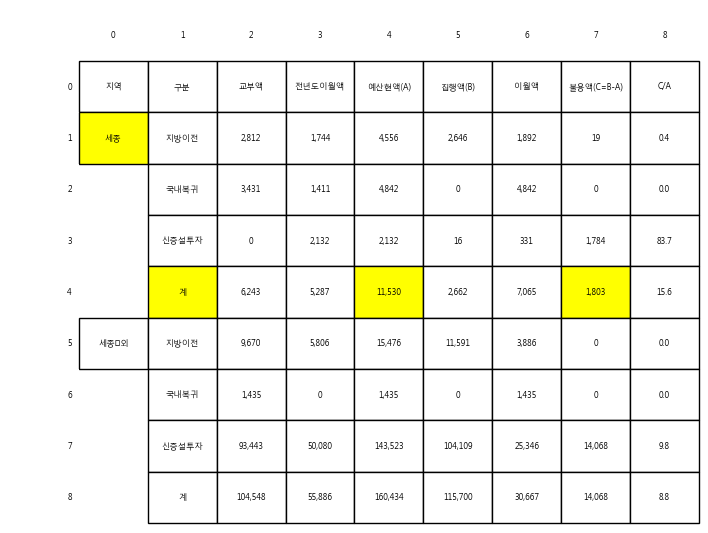 0 1 2 3 4 5 6 7 8
0 지역 구분 교부액 전년도이월액 예산현액(A) 집행액(B) 이월액 불용액(C=B-A) C/A
1 세종 지방이전 2,812 1,744 4,556 2,646 1,892 19 0.4
2 국내복귀 3,431 1,411 4,842 0 4,842 0 0.0
3 신증설투자 0 2,132 2,132 16 331 1,784 83.7
4 계 6,243 5,287 11,530 2,662 7,065 1,803 15.6
5 세종□외 지방이전 9,670 5,806 15,476 11,591 3,886 0 0.0
6 국내복귀 1,435 0 1,435 0 1,435 0 0.0
7 신증설투자 93,443 50,080 143,523 104,109 25,346 14,068 9.8
8 계 104,548 55,886 160,434 115,700 30,667 14,068 8.8